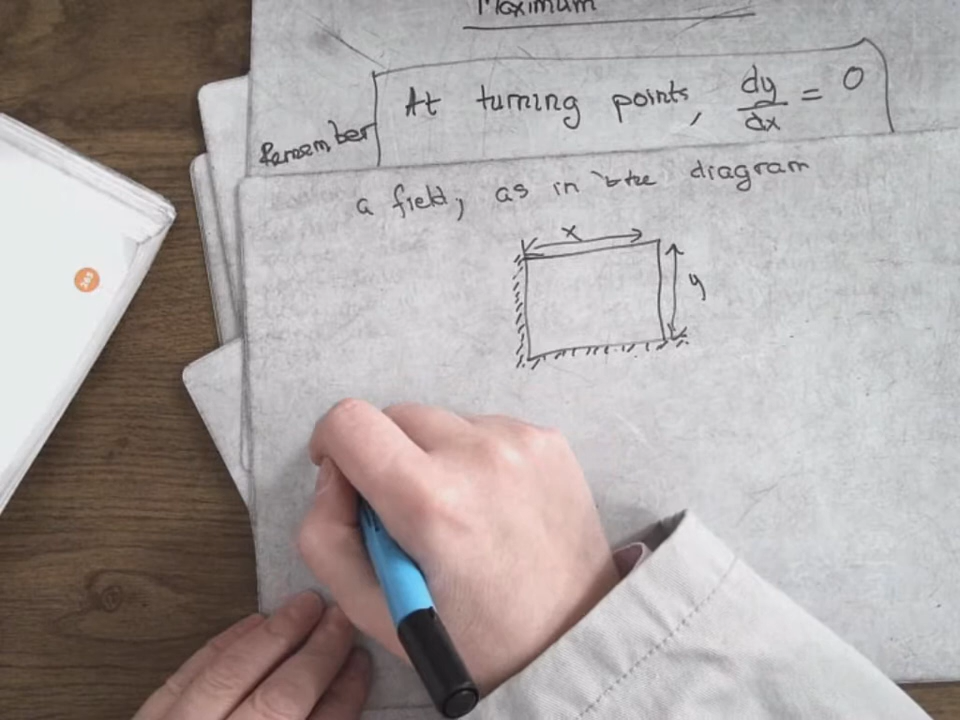 Maximum
Remember At turning points, dy/dx = 0
a field, as in the diagram
x
y